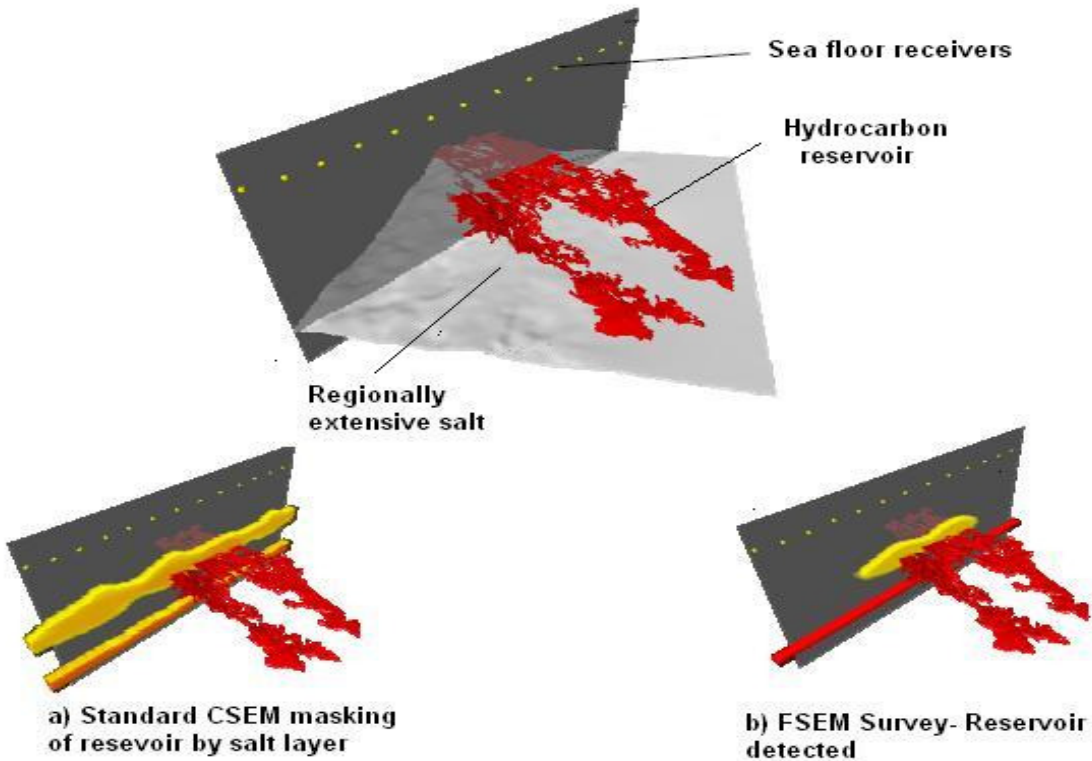 Sea floor receivers
Hydrocarbon
reservoir
Regionally
extensive salt
a) Standard CSEM masking
of resevoir by salt layer
b) FSEM Survey- Reservoir
detected